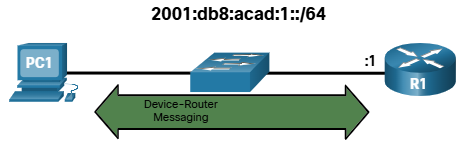 2001:db8:acad:1::/64
PC1
:1
R1
Device-Router
Messaging